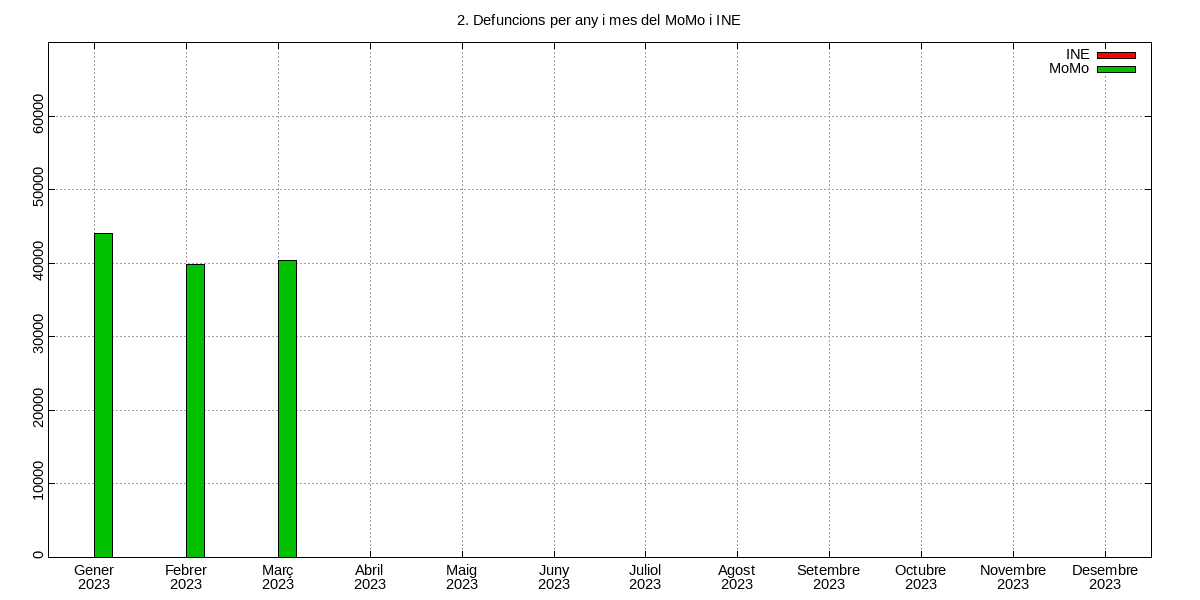 2. Defuncions per any i mes del MoMo i INE
INE
MoMo
60000
50000
40000
30000
20000
10000
0
Gener
2023
Febrer
2023
Març
2023
Abril
2023
Maig
2023
Juny
2023
Juliol
2023
Agost
2023
Setembre
2023
Octubre
2023
Novembre
2023
Desembre
2023